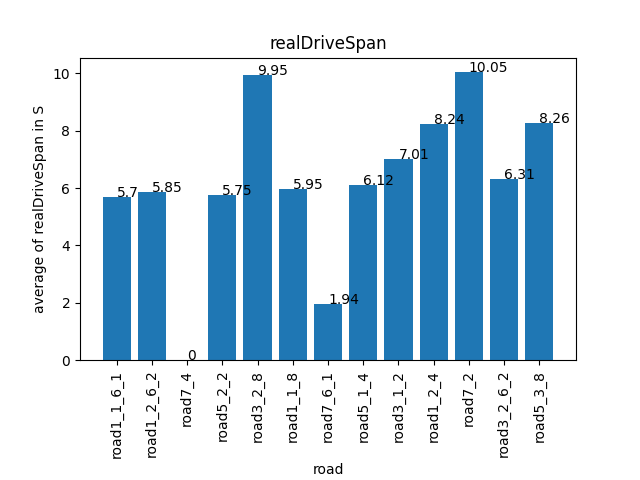 realDriveSpan
average of realDriveSpan in S
10
8
6
4
2
0
5.7
5.85
0
5.75
9.95
5.95
1.94
6.12
7.01
8.24
10.05
6.31
8.26
road1_1_6_1
road1_2_6_2
road7_4
road5_2_2
road3_2_8
road1_1_8
road7_6_1
road5_1_4
road3_1_2
road1_2_4
road7_2
road3_2_6_2
road5_3_8
road